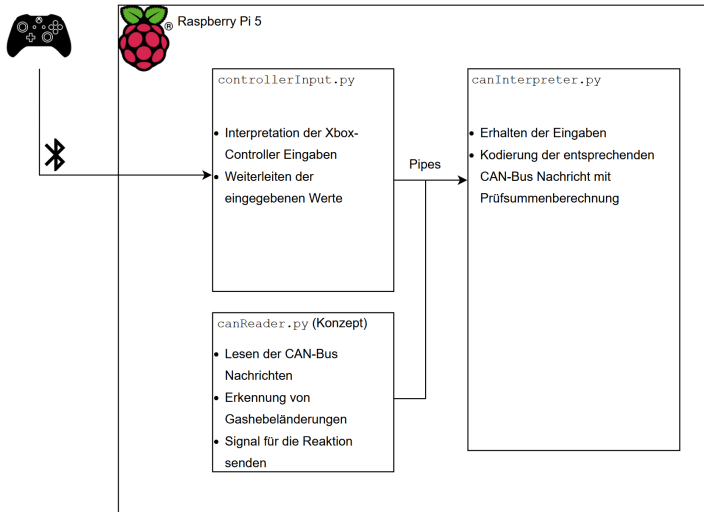 ® Raspberry Pi 5
controllerInput.py
• Interpretation der Xbox-
Controller Eingaben
• Weiterleiten der
eingegebenen Werte
Pipes
canInterpreter.py
• Erhalten der Eingaben
• Kodierung der entsprechenden
CAN-Bus Nachricht mit
Prüfsummenberechnung
canReader.py (Konzept)
• Lesen der CAN-Bus
Nachrichten
• Erkennung von
Gashebeländerungen
• Signal für die Reaktion
senden